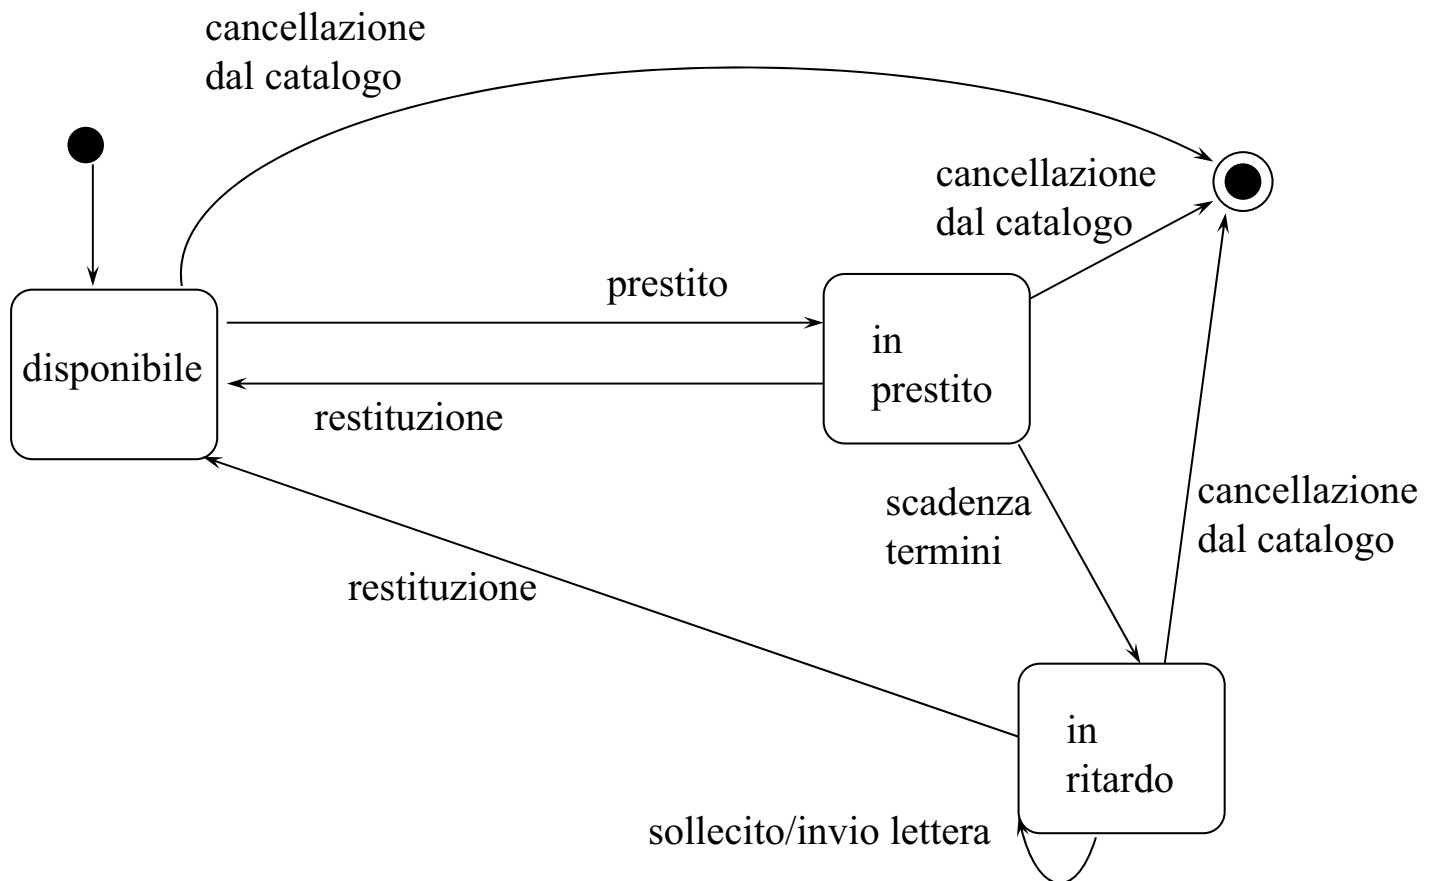 cancellazione
dal catalogo
cancellazione
dal catalogo
prestito
disponibile
in
prestito
restituzione
scadenza
termini
cancellazione
dal catalogo
restituzione
in
ritardo
sollecito/invio lettera